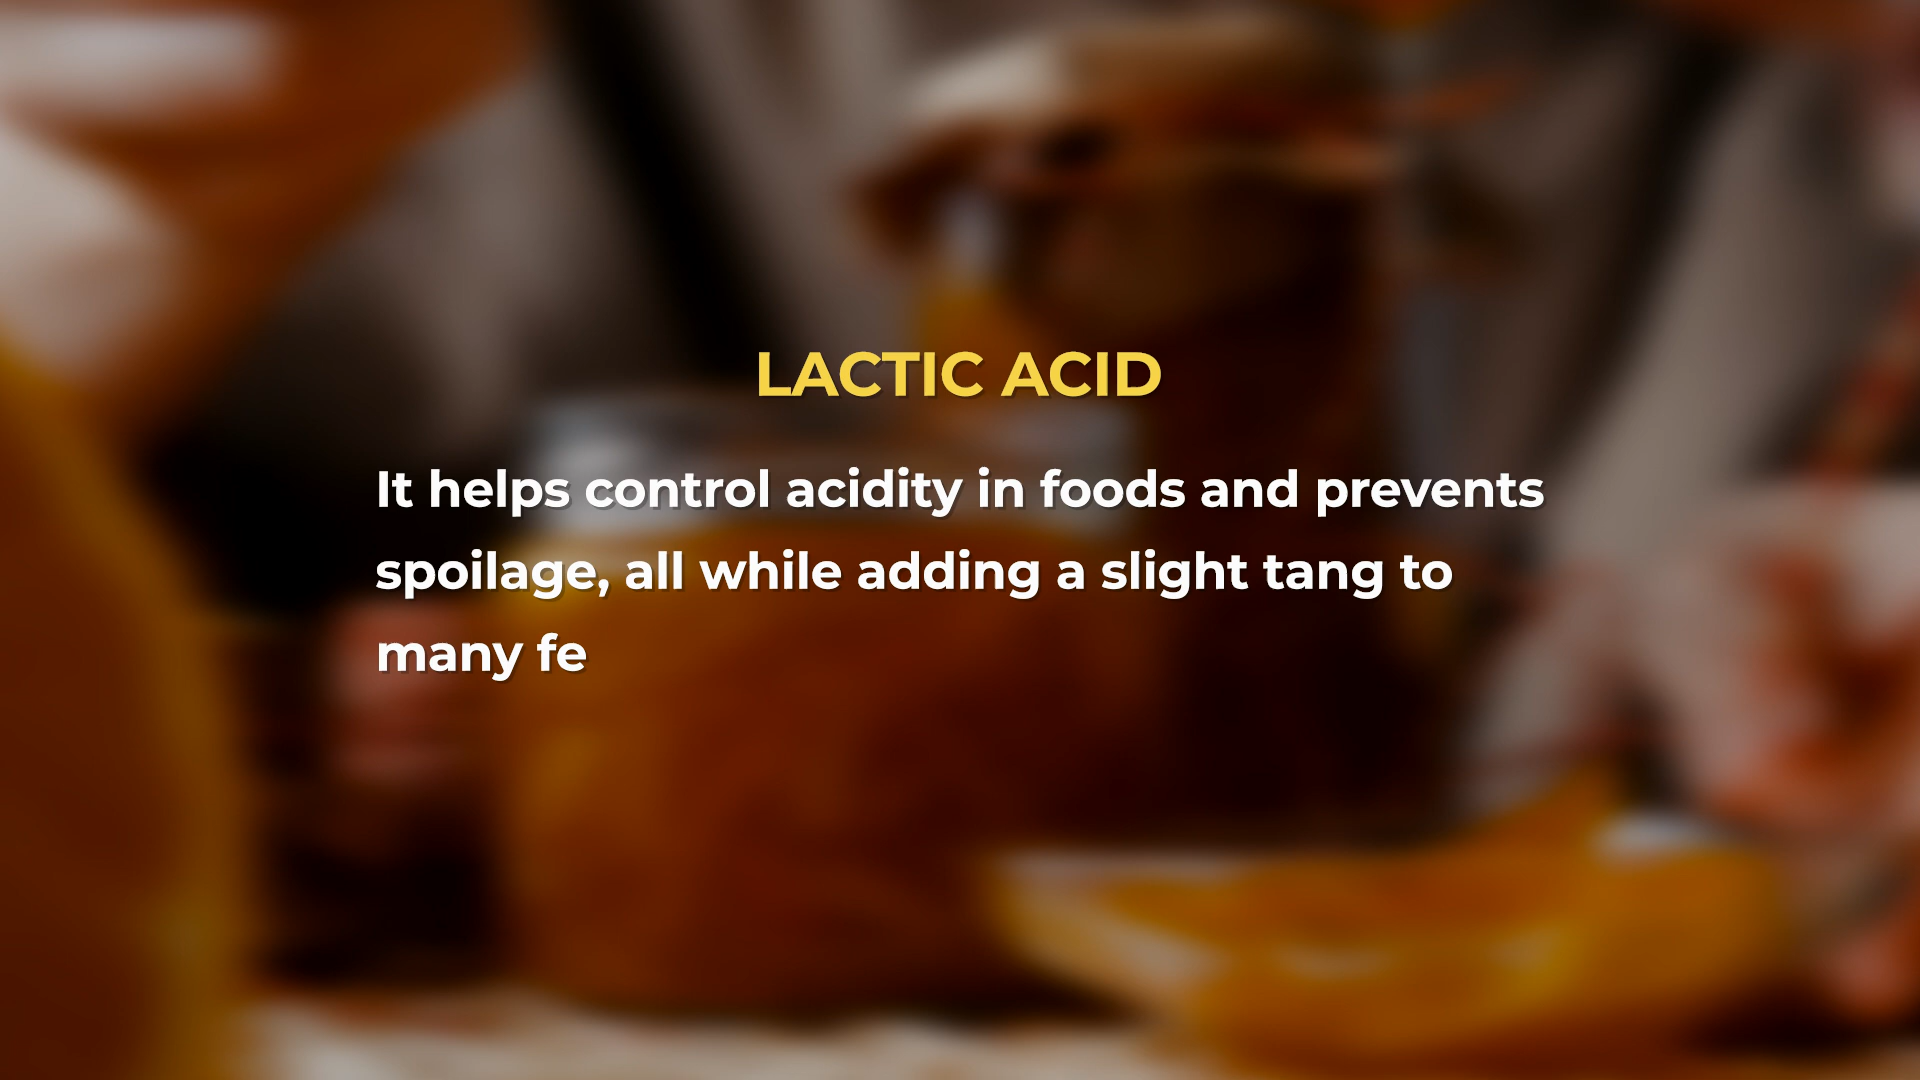 LACTIC ACID
It helps control acidity in foods and prevents
spoilage, all while adding a slight tang to
many fe